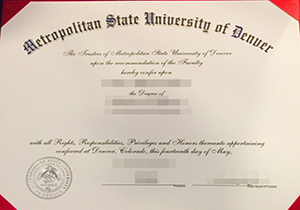 Metropolitan State University of Denver
The Trustees of Metropolitan State University of Denver
upon the recommendation of the Faculty
hereby confer upon
the Degree of
with all Rights, Responsibilities, Privileges and Honors thereunto appertaining
conferred at Denver, Colorado, this fourteenth day of May,